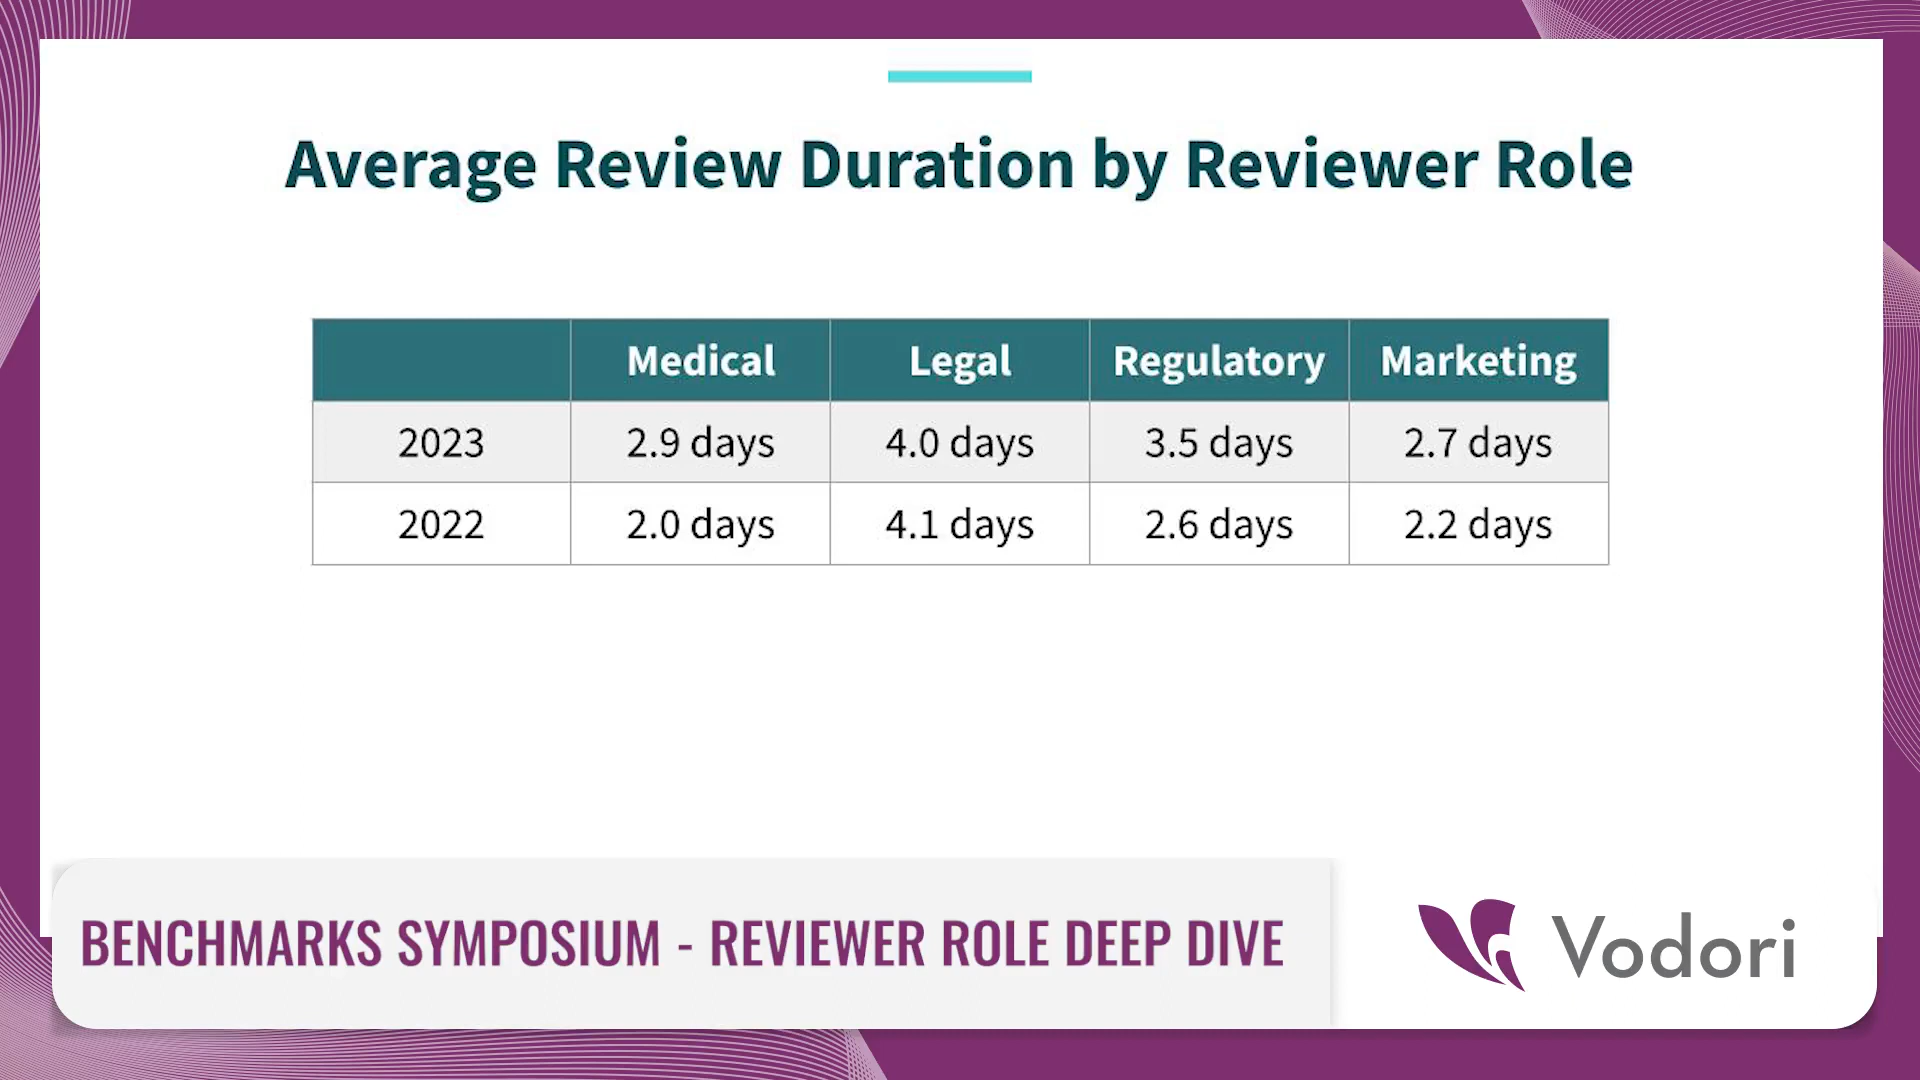 Average Review Duration by Reviewer Role
Medical Legal Regulatory Marketing
2023 2.9 days 4.0 days 3.5 days 2.7 days
2022 2.0 days 4.1 days 2.6 days 2.2 days
BENCHMARKS SYMPOSIUM - REVIEWER ROLE DEEP DIVE
Vodori